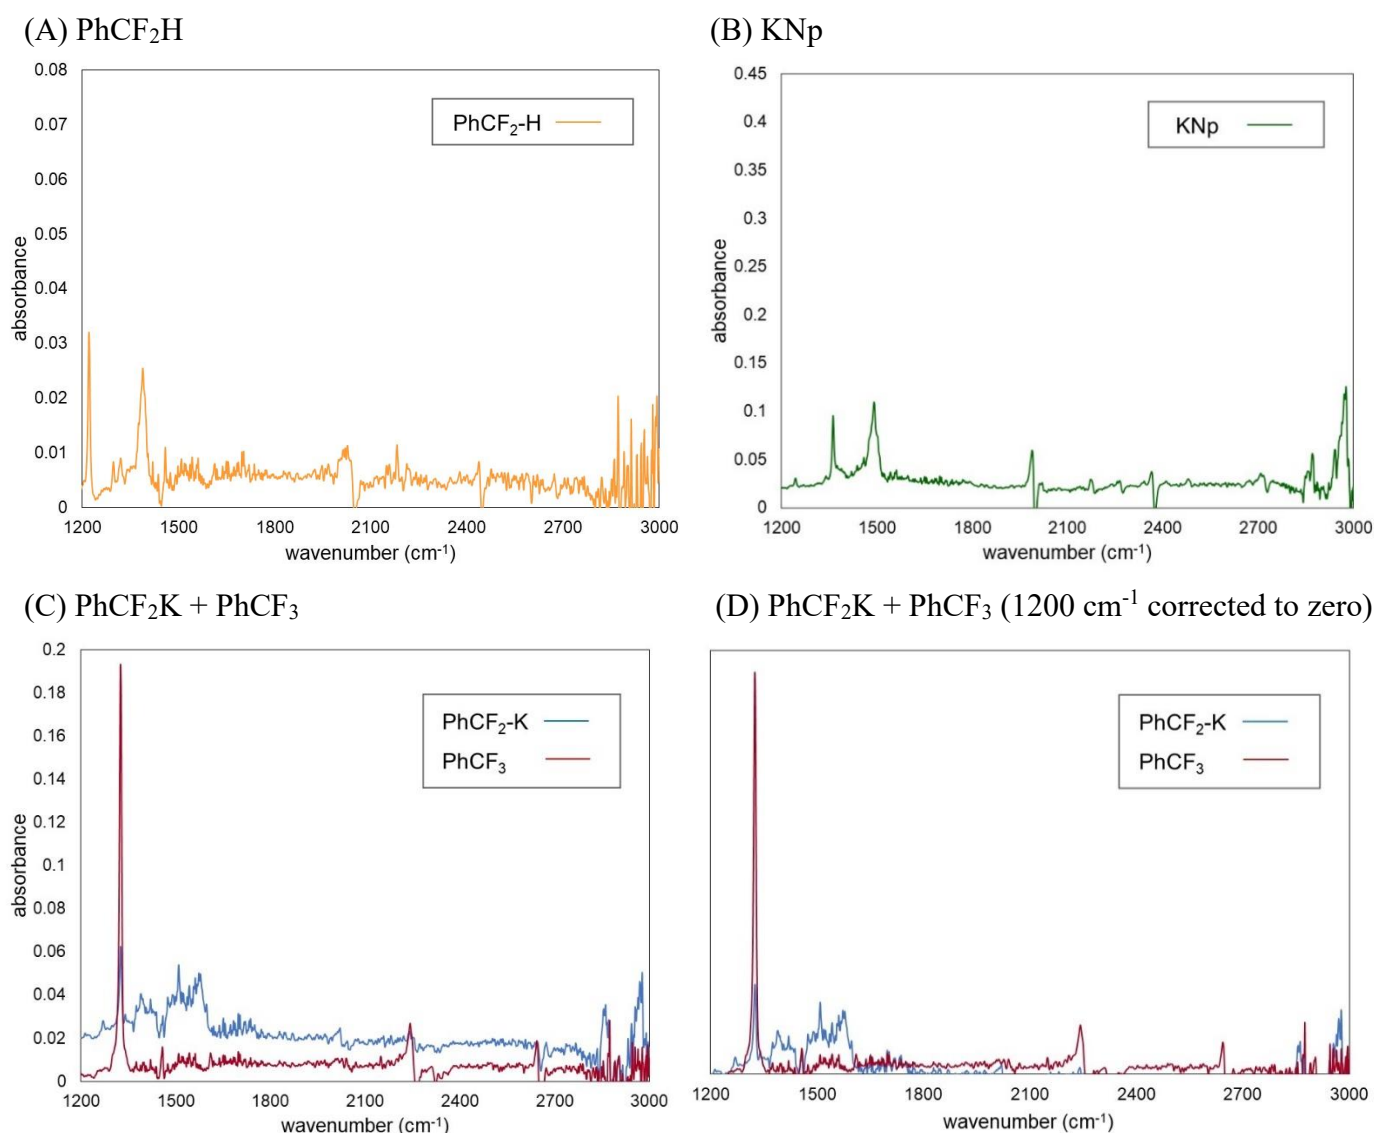 (A) PhCF₂H
0.08
0.07
0.06
0.05
0.04
0.03
0.02
0.01
0
absorbance
PhCF₂-H
1200 1500 1800 2100 2400 2700 3000
wavenumber (cm⁻¹)
(B) KNp
0.45
0.4
0.35
0.3
0.25
0.2
0.15
0.1
0.05
0
absorbance
KNp
1200 1500 1800 2100 2400 2700 3000
wavenumber (cm⁻¹)
(C) PhCF₂K + PhCF₃
0.2
0.18
0.16
0.14
0.12
0.1
0.08
0.06
0.04
0.02
0
absorbance
PhCF₂-K
PhCF₃
1200 1500 1800 2100 2400 2700 3000
wavenumber (cm⁻¹)
(D) PhCF₂K + PhCF₃ (1200 cm⁻¹ corrected to zero)
PhCF₂-K
PhCF₃
1200 1500 1800 2100 2400 2700 3000
wavenumber (cm⁻¹)